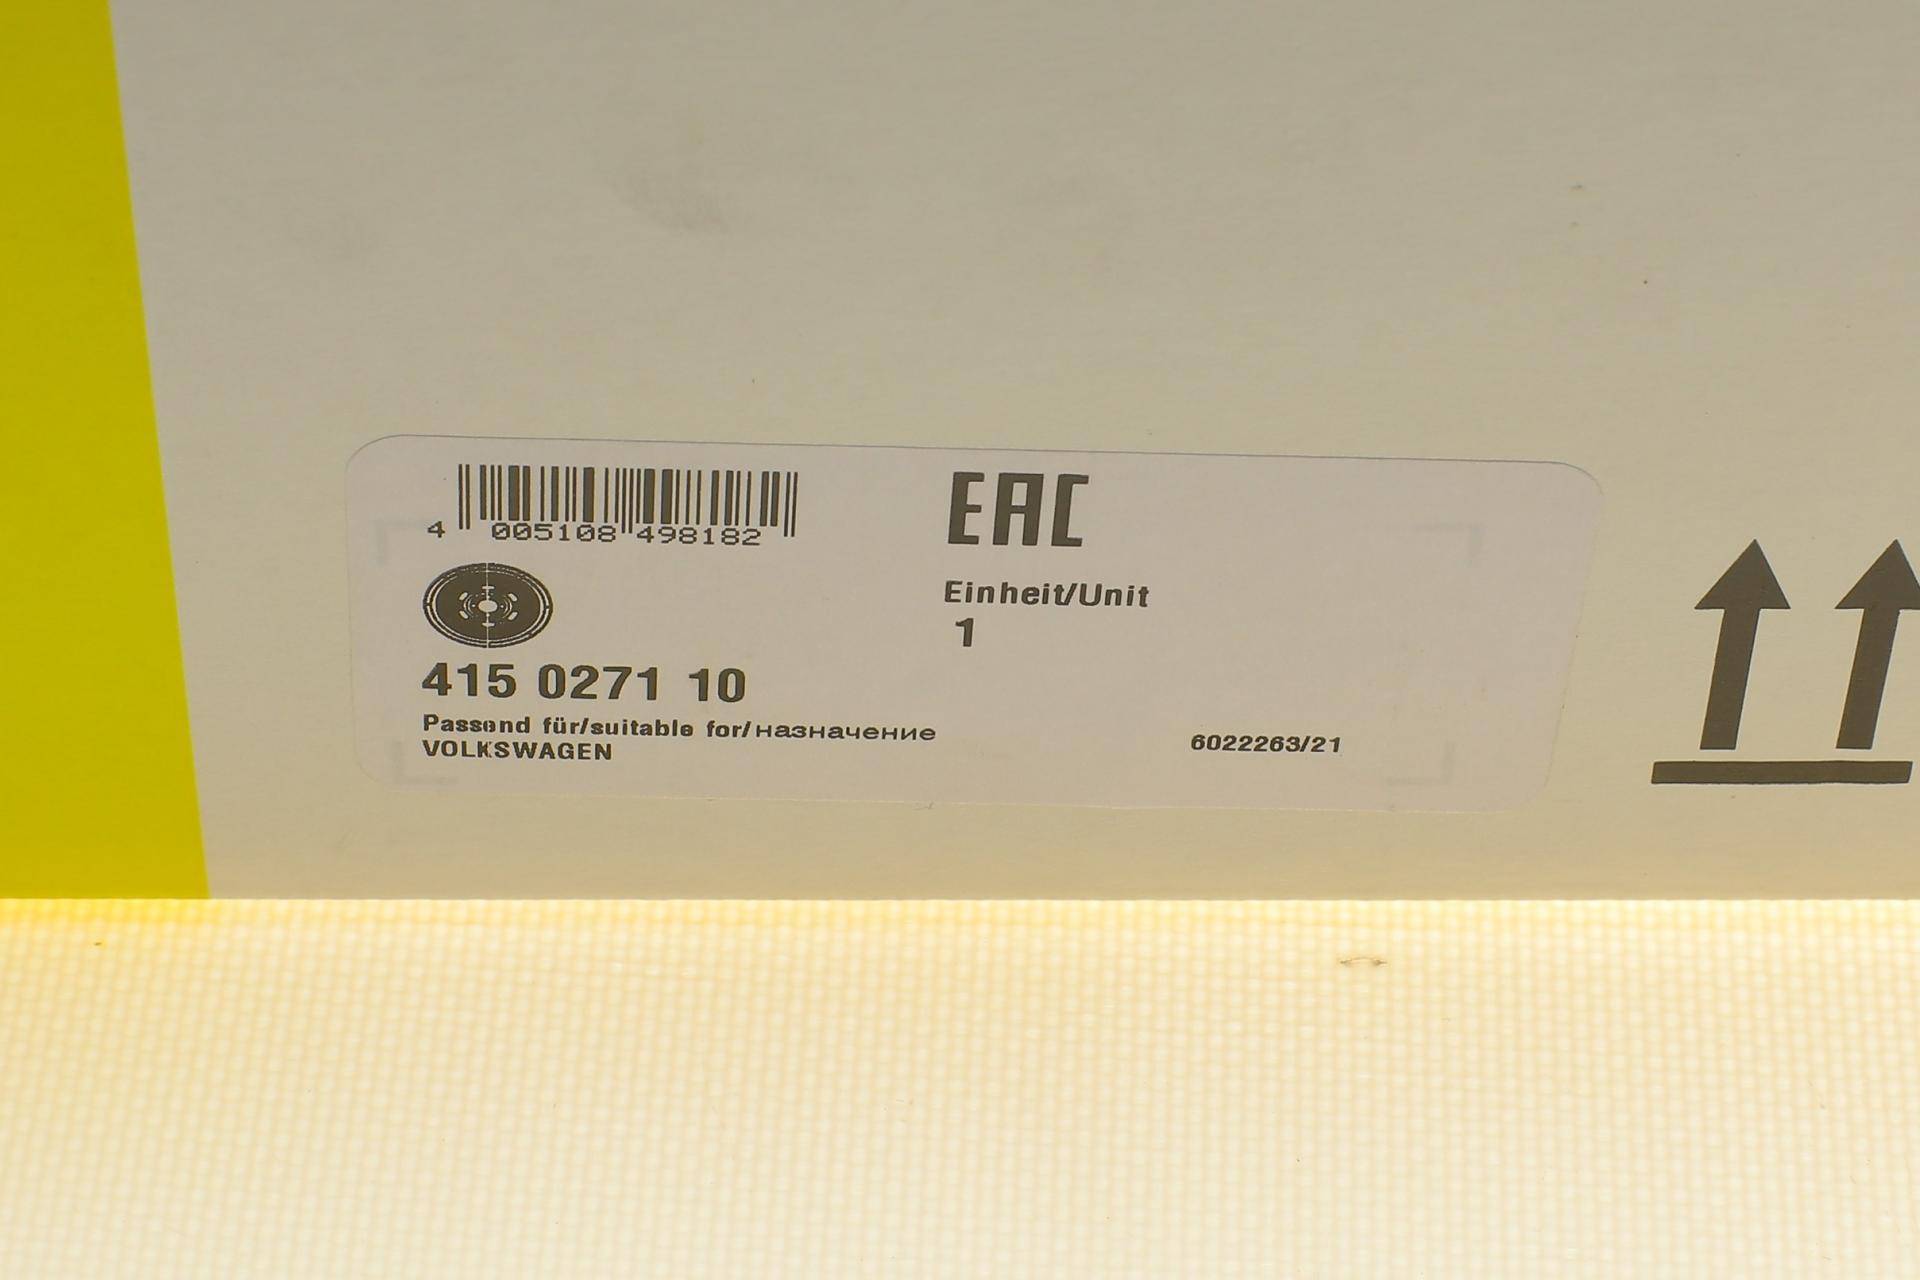 4 005108 498182
EAC
Einheit/Unit
1
415 0271 10
Passend für/suitable for/назначение
VOLKSWAGEN
6022263/21